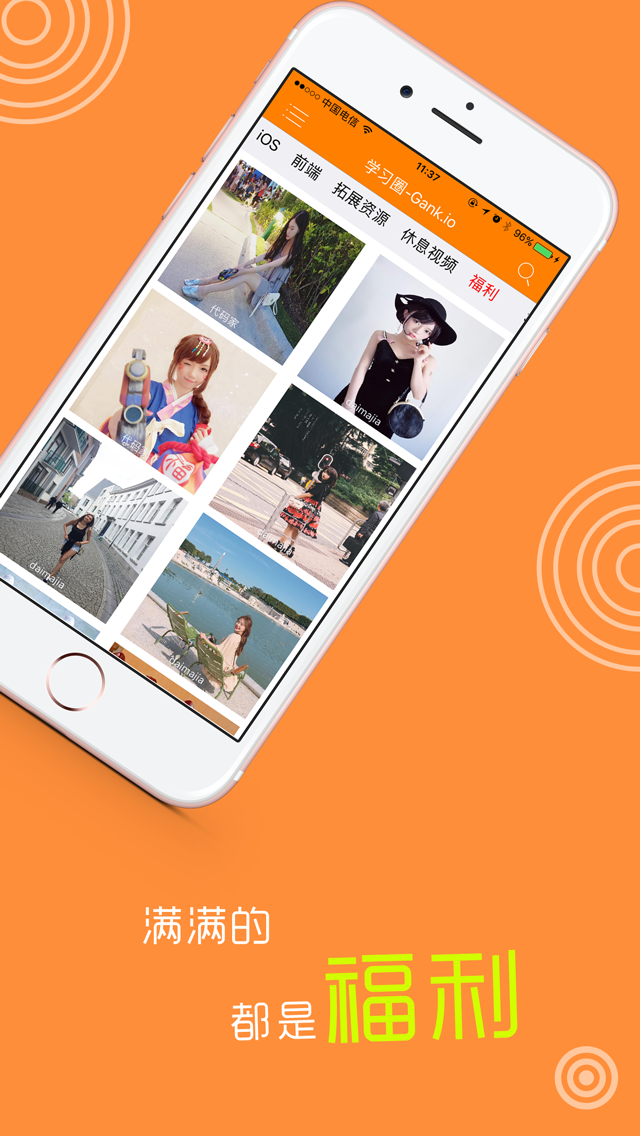 中国电信
11:37
96%
学习圈-Gank.io
iOS
前端
拓展资源
休息视频
福利
代码家
daimajia
代码家
福
daimajia
daimajia
满满的
都是福利